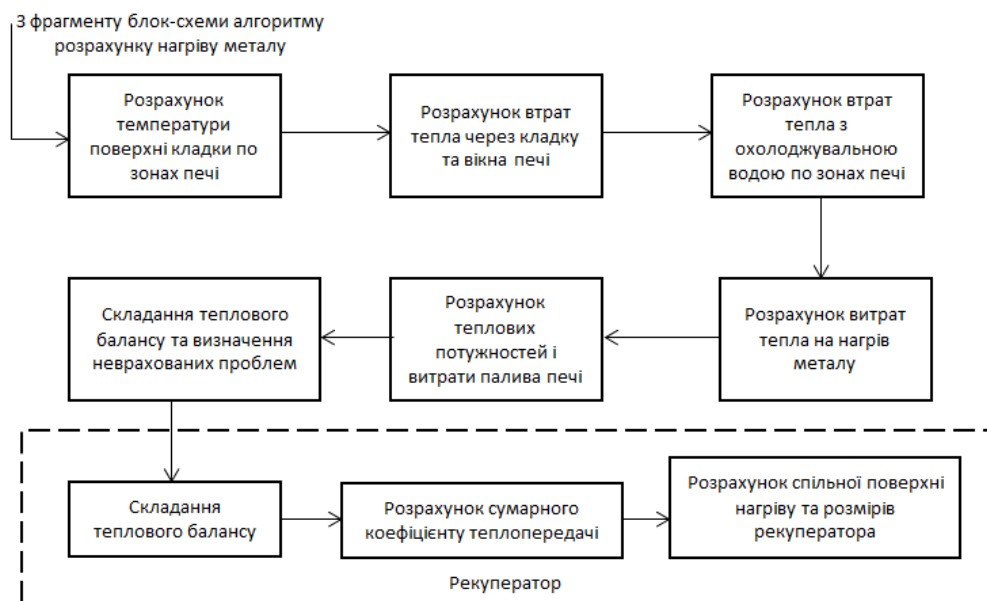 З фрагменту блок-схеми алгоритму
розрахунку нагріву металу
Розрахунок
температури
поверхні кладки по
зонах печі
Розрахунок втрат
тепла через кладку
та вікна печі
Розрахунок втрат
тепла з
охолоджувальною
водою по зонах печі
Розрахунок витрат
тепла на нагрів
металу
Розрахунок
теплових
потужностей і
витрати палива печі
Складання теплового
балансу та визначення
неврахованих проблем
Складання
теплового балансу
Розрахунок сумарного
коефіцієнту теплопередачі
Розрахунок спільної поверхні
нагріву та розмірів
рекуператора
Рекуператор